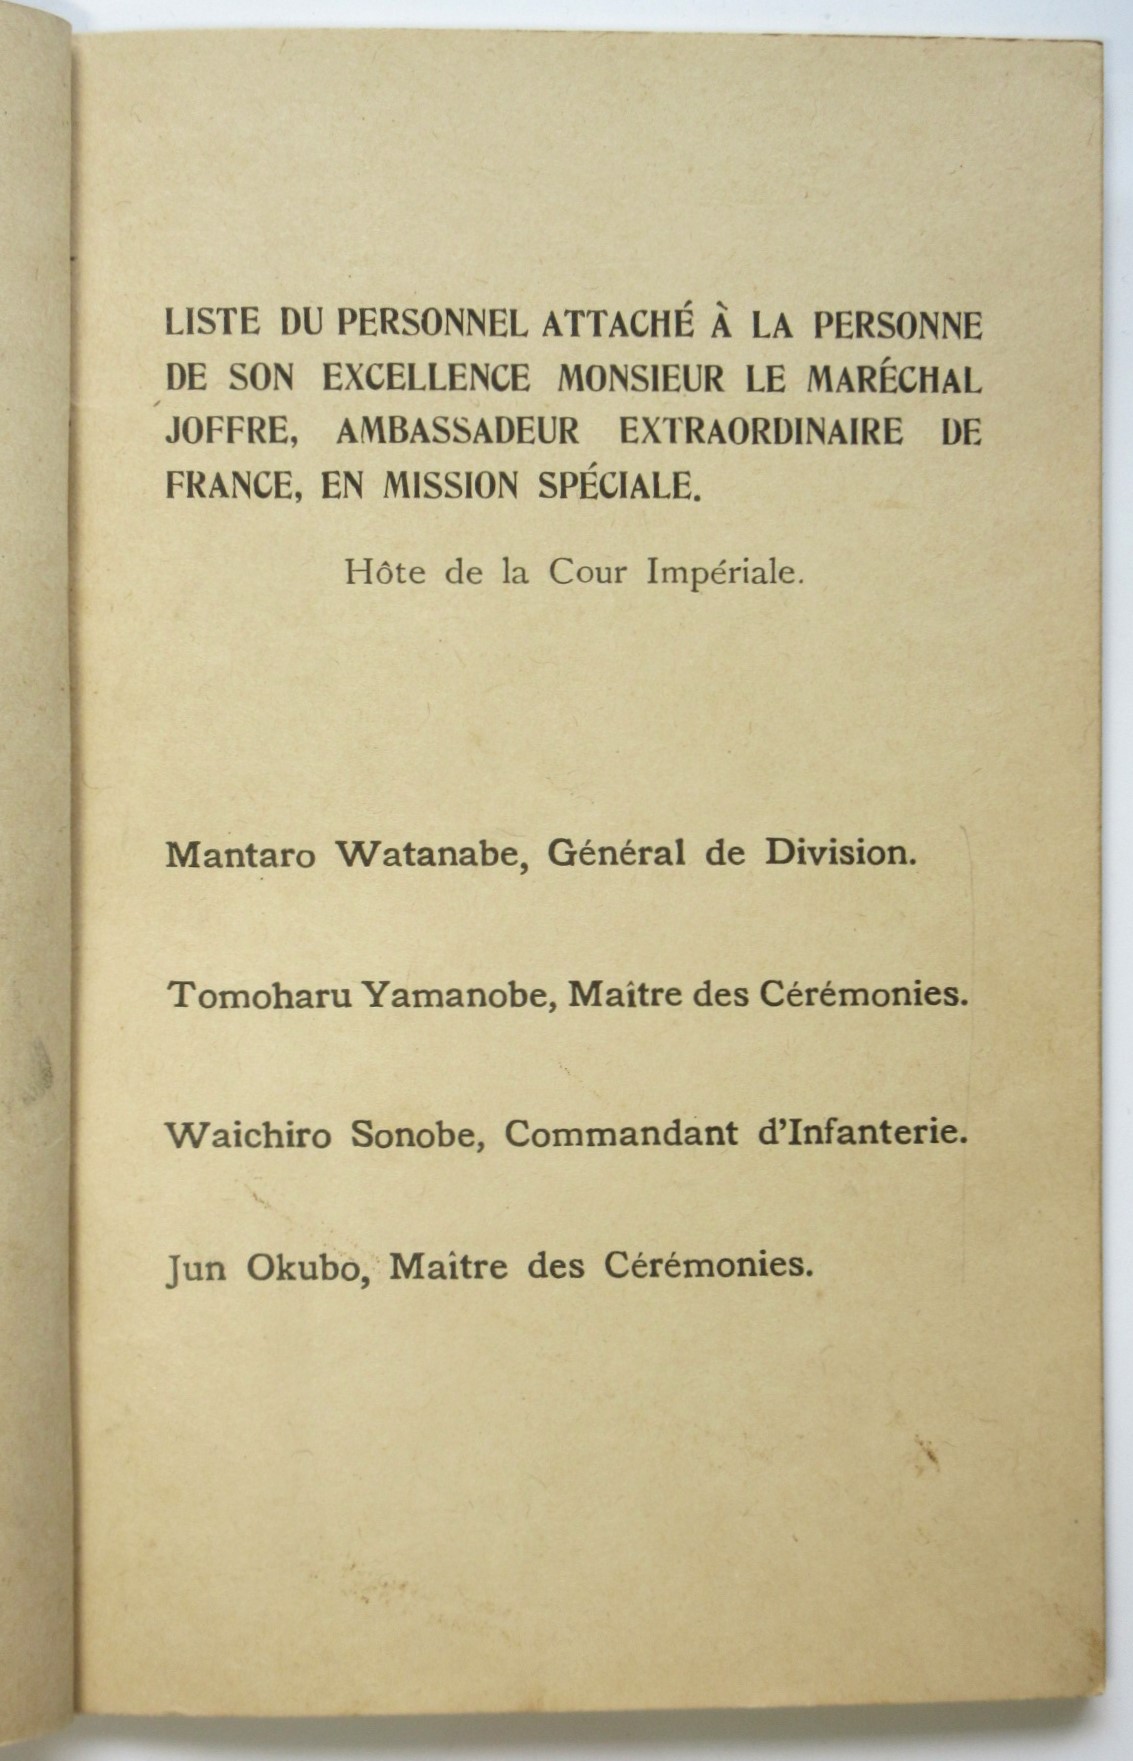 LISTE DU PERSONNEL ATTACHÉ À LA PERSONNE
DE SON EXCELLENCE MONSIEUR LE MARÉCHAL
JOFFRE, AMBASSADEUR EXTRAORDINAIRE DE
FRANCE, EN MISSION SPÉCIALE.
Hôte de la Cour Impériale.
Mantaro Watanabe, Général de Division.
Tomoharu Yamanobe, Maître des Cérémonies.
Waichiro Sonobe, Commandant d'Infanterie.
Jun Okubo, Maître des Cérémonies.